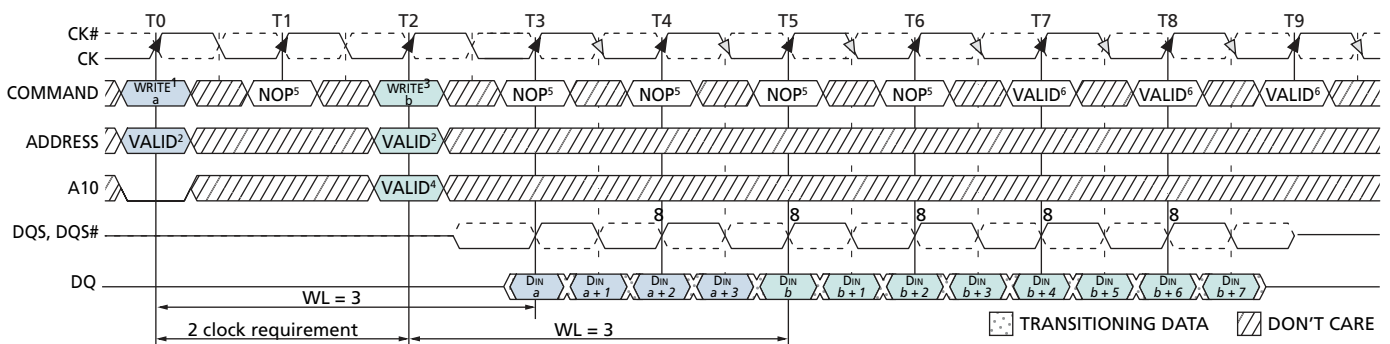 T0 T1 T2 T3 T4 T5 T6 T7 T8 T9
CK#
CK
COMMAND WRITE¹ a NOP⁵ WRITE³ b NOP⁵ NOP⁵ NOP⁵ NOP⁵ VALID⁶ VALID⁶ VALID⁶
ADDRESS VALID² VALID²
A10 VALID⁴
8 8 8 8 8
DQS, DQS#
DQ DIN a DIN a + 1 DIN a + 2 DIN a + 3 DIN b DIN b + 1 DIN b + 2 DIN b + 3 DIN b + 4 DIN b + 5 DIN b + 6 DIN b + 7
WL = 3
2 clock requirement WL = 3 TRANSITIONING DATA DON'T CARE